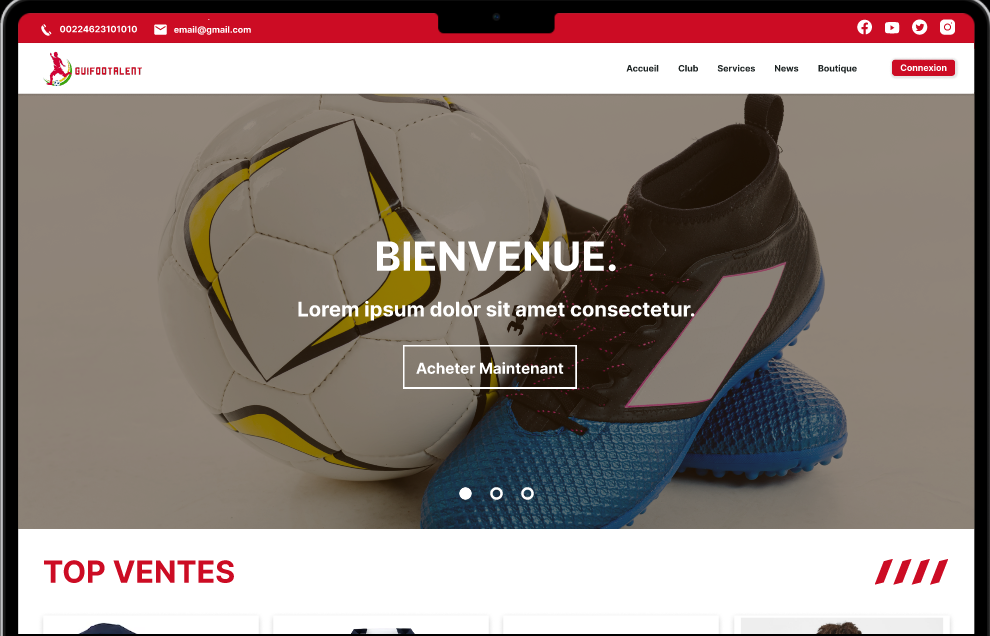 00224623101010 email@gmail.com
GUIFOOTALENT
Accueil Club Services News Boutique Connexion
BIENVENUE.
Lorem ipsum dolor sit amet consectetur.
Acheter Maintenant
TOP VENTES